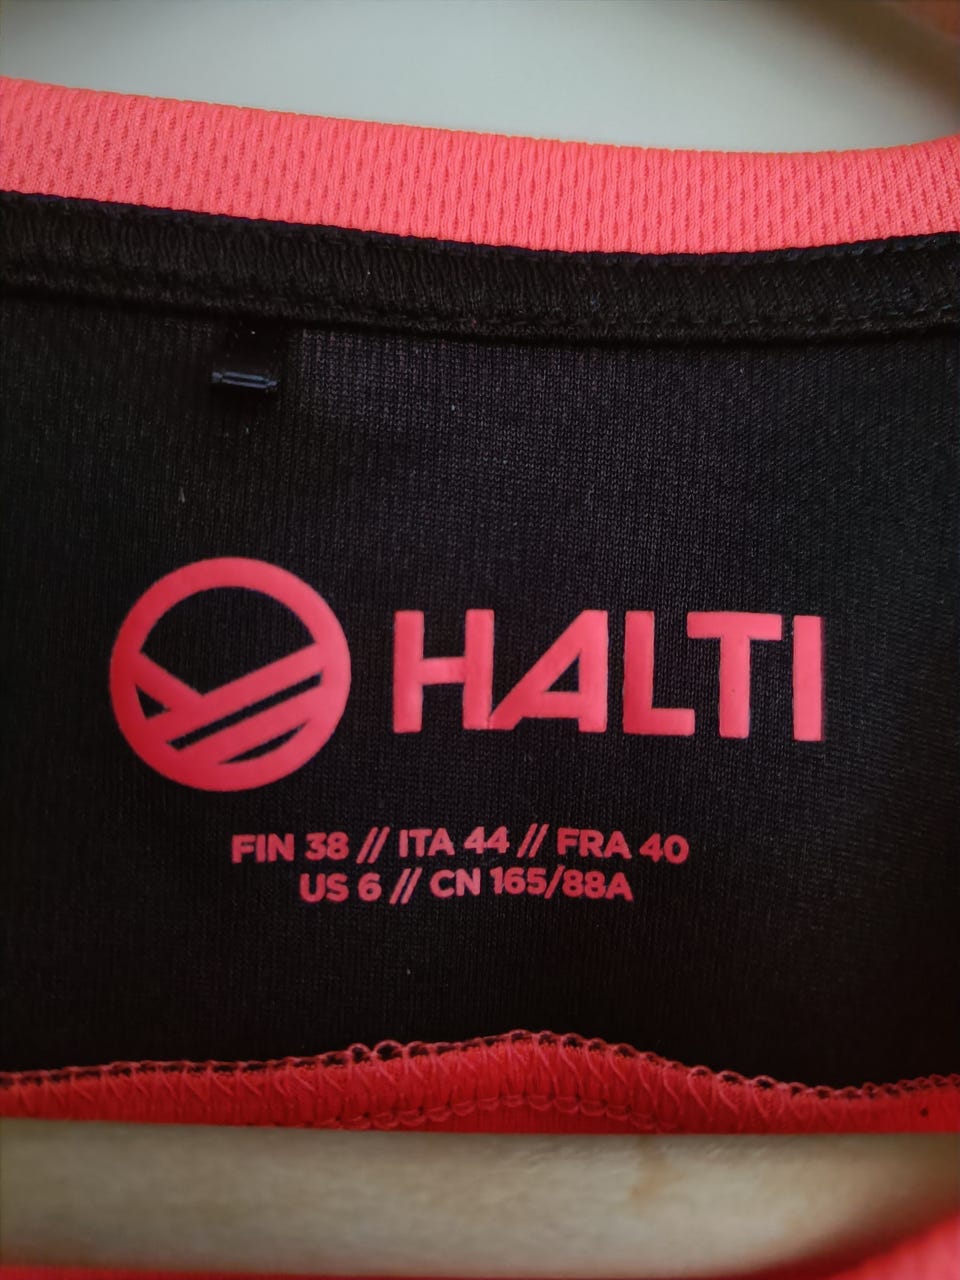 HALTI
FIN 38 // ITA 44 // FRA 40
US 6 // CN 165/88A